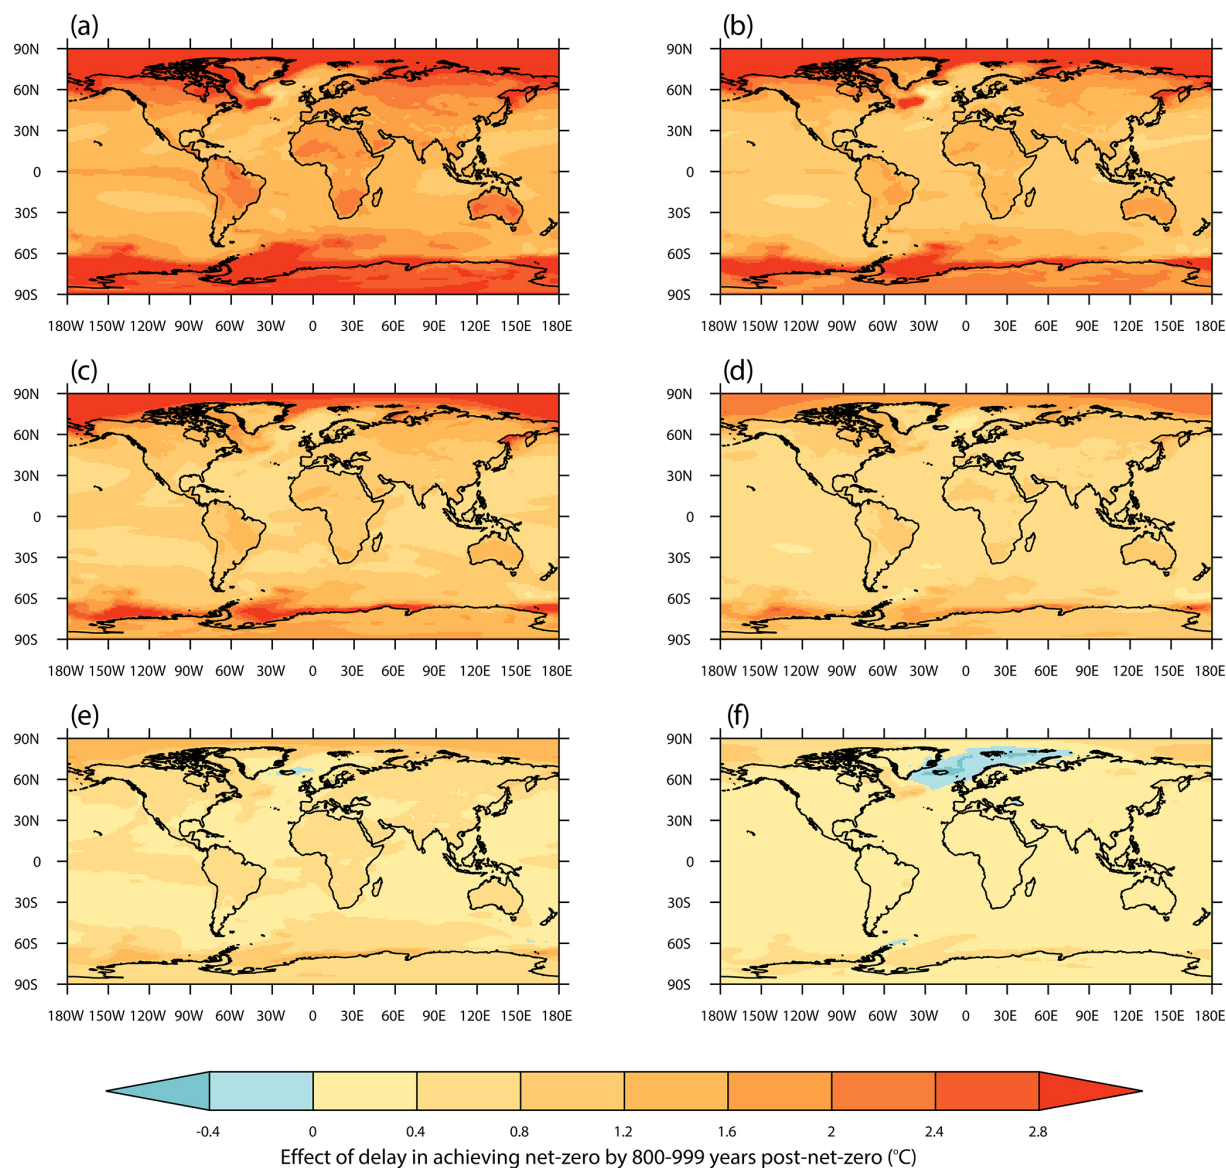 (a)
(b)
90N
60N
30N
0
30S
60S
90S
180W 150W 120W 90W 60W 30W 0 30E 60E 90E 120E 150E 180E
90N
60N
30N
0
30S
60S
90S
180W 150W 120W 90W 60W 30W 0 30E 60E 90E 120E 150E 180E
(c)
(d)
90N
60N
30N
0
30S
60S
90S
180W 150W 120W 90W 60W 30W 0 30E 60E 90E 120E 150E 180E
90N
60N
30N
0
30S
60S
90S
180W 150W 120W 90W 60W 30W 0 30E 60E 90E 120E 150E 180E
(e)
(f)
90N
60N
30N
0
30S
60S
90S
180W 150W 120W 90W 60W 30W 0 30E 60E 90E 120E 150E 180E
90N
60N
30N
0
30S
60S
90S
180W 150W 120W 90W 60W 30W 0 30E 60E 90E 120E 150E 180E
-0.4 0 0.4 0.8 1.2 1.6 2 2.4 2.8
Effect of delay in achieving net-zero by 800-999 years post-net-zero (°C)